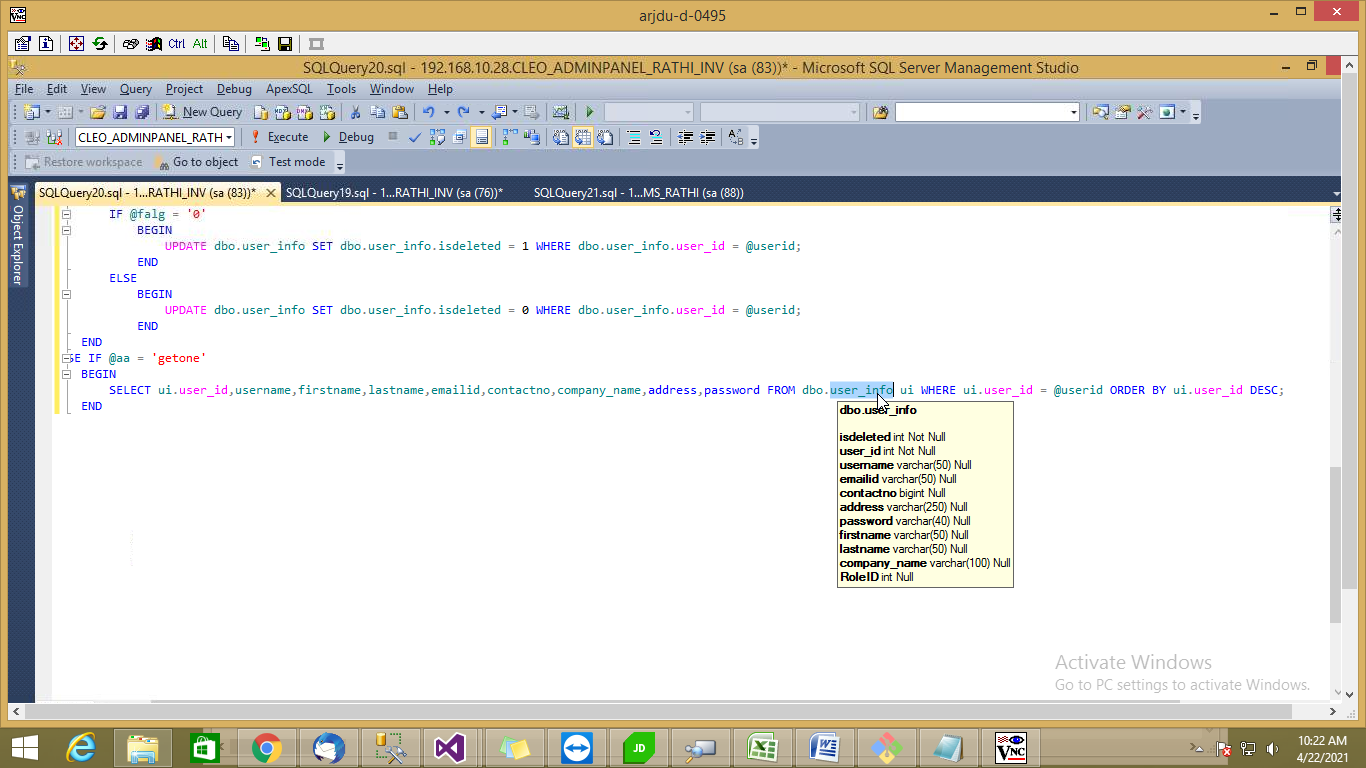 arjdu-d-0495
Ctrl Alt
SQLQuery20.sql - 192.168.10.28.CLEO_ADMINPANEL_RATHI_INV (sa (83))* - Microsoft SQL Server Management Studio
File Edit View Query Project Debug ApexSQL Tools Window Help
New Query
CLEO_ADMINPANEL_RATH Execute Debug
Restore workspace Go to object Test mode
SQLQuery20.sql - 1...RATHI_INV (sa (83))* SQLQuery19.sql - 1...RATHI_INV (sa (76))* SQLQuery21.sql - 1...MS_RATHI (sa (88))
Object Explorer
IF @falg = '0'
BEGIN
UPDATE dbo.user_info SET dbo.user_info.isdeleted = 1 WHERE dbo.user_info.user_id = @userid;
END
ELSE
BEGIN
UPDATE dbo.user_info SET dbo.user_info.isdeleted = 0 WHERE dbo.user_info.user_id = @userid;
END
END
SE IF @aa = 'getone'
BEGIN
SELECT ui.user_id,username,firstname,lastname,emailid,contactno,company_name,address,password FROM dbo.user_info ui WHERE ui.user_id = @userid ORDER BY ui.user_id DESC;
END
dbo.user_info
isdeleted int Not Null
user_id int Not Null
username varchar(50) Null
emailid varchar(50) Null
contactno bigint Null
address varchar(250) Null
password varchar(40) Null
firstname varchar(50) Null
lastname varchar(50) Null
company_name varchar(100) Null
RoleID int Null
Activate Windows
Go to PC settings to activate Windows.
JD
VNC
10:22 AM
4/22/2021